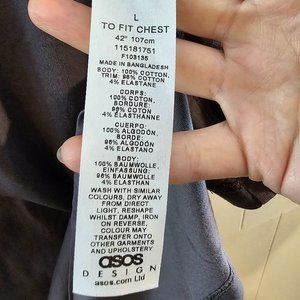 L
TO FIT CHEST
42" 107cm
115181751
F103135
MADE IN BANGLADESH
BODY: 100% COTTON.
TRIM: 96% COTTON
4% ELASTANE
CORPS:
100% COTON.
BORDURE:
96% COTON
4% ELASTHANNE
CUERPO:
100% ALGODÓN.
BORDE:
96% ALGODÓN
4% ELASTANO
BODY:
100% BAUMWOLLE.
EINFASSUNG:
96% BAUMWOLLE
4% ELASTHAN
WASH WITH SIMILAR
COLOURS, DRY AWAY
FROM DIRECT
LIGHT, RESHAPE
WHILST DAMP, IRON
ON REVERSE,
COLOUR MAY
TRANSFER ONTO
OTHER GARMENTS
AND UPHOLSTERY
asos
DESIGN
asos.com Ltd